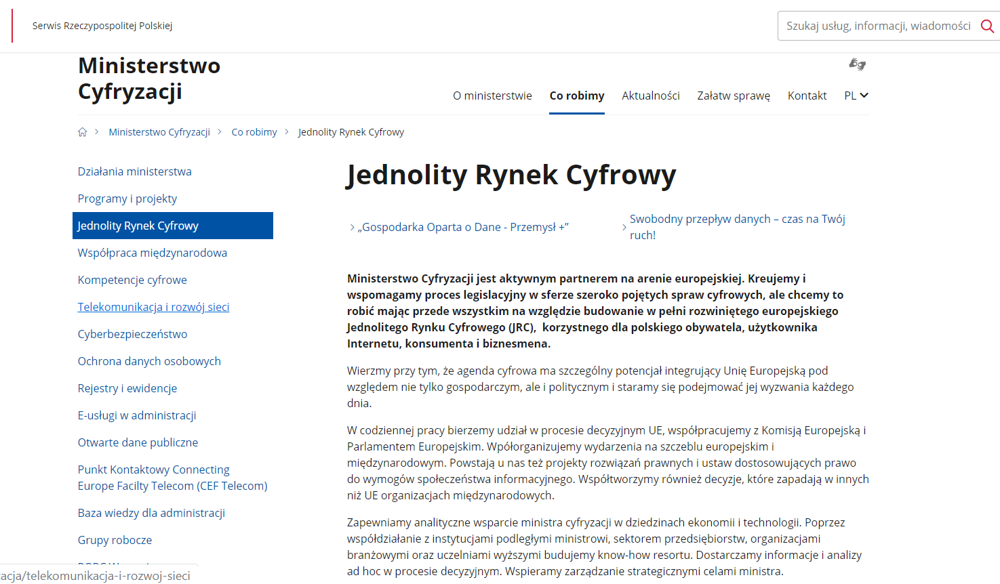 Serwis Rzeczypospolitej Polskiej
Szukaj usług, informacji, wiadomości
Ministerstwo
Cyfryzacji
O ministerstwie
Co robimy
Aktualności
Załatw sprawę
Kontakt
PL
Ministerstwo Cyfryzacji
Co robimy
Jednolity Rynek Cyfrowy
Działania ministerstwa
Programy i projekty
Jednolity Rynek Cyfrowy
Współpraca międzynarodowa
Kompetencje cyfrowe
Telekomunikacja i rozwój sieci
Cyberbezpieczeństwo
Ochrona danych osobowych
Rejestry i ewidencje
E-usługi w administracji
Otwarte dane publiczne
Punkt Kontaktowy Connecting
Europe Facilty Telecom (CEF Telecom)
Baza wiedzy dla administracji
Grupy robocze
acja/telekomunikacja-i-rozwoj-sieci
Jednolity Rynek Cyfrowy
„Gospodarka Oparta o Dane - Przemysł +”
Swobodny przepływ danych – czas na Twój
ruch!
Ministerstwo Cyfryzacji jest aktywnym partnerem na arenie europejskiej. Kreujemy i
wspomagamy proces legislacyjny w sferze szeroko pojętych spraw cyfrowych, ale chcemy to
robić mając przede wszystkim na względzie budowanie w pełni rozwiniętego europejskiego
Jednolitego Rynku Cyfrowego (JRC), korzystnego dla polskiego obywatela, użytkownika
Internetu, konsumenta i biznesmena.
Wierzmy przy tym, że agenda cyfrowa ma szczególny potencjał integrujący Unię Europejską pod
względem nie tylko gospodarczym, ale i politycznym i staramy się podejmować jej wyzwania każdego
dnia.
W codziennej pracy bierzemy udział w procesie decyzyjnym UE, współpracujemy z Komisją Europejską i
Parlamentem Europejskim. Wpółorganizujemy wydarzenia na szczeblu europejskim i
międzynarodowym. Powstają u nas też projekty rozwiązań prawnych i ustaw dostosowujących prawo
do wymogów społeczeństwa informacyjnego. Współtworzymy również decyzje, które zapadają w innych
niż UE organizacjach międzynarodowych.
Zapewniamy analityczne wsparcie ministra cyfryzacji w dziedzinach ekonomii i technologii. Poprzez
współdziałanie z instytucjami podległymi ministrowi, sektorem przedsiębiorstw, organizacjami
branżowymi oraz uczelniami wyższymi budujemy know-how resortu. Dostarczamy informacje i analizy
ad hoc w procesie decyzyjnym. Wspieramy zarządzanie strategicznymi celami ministra.